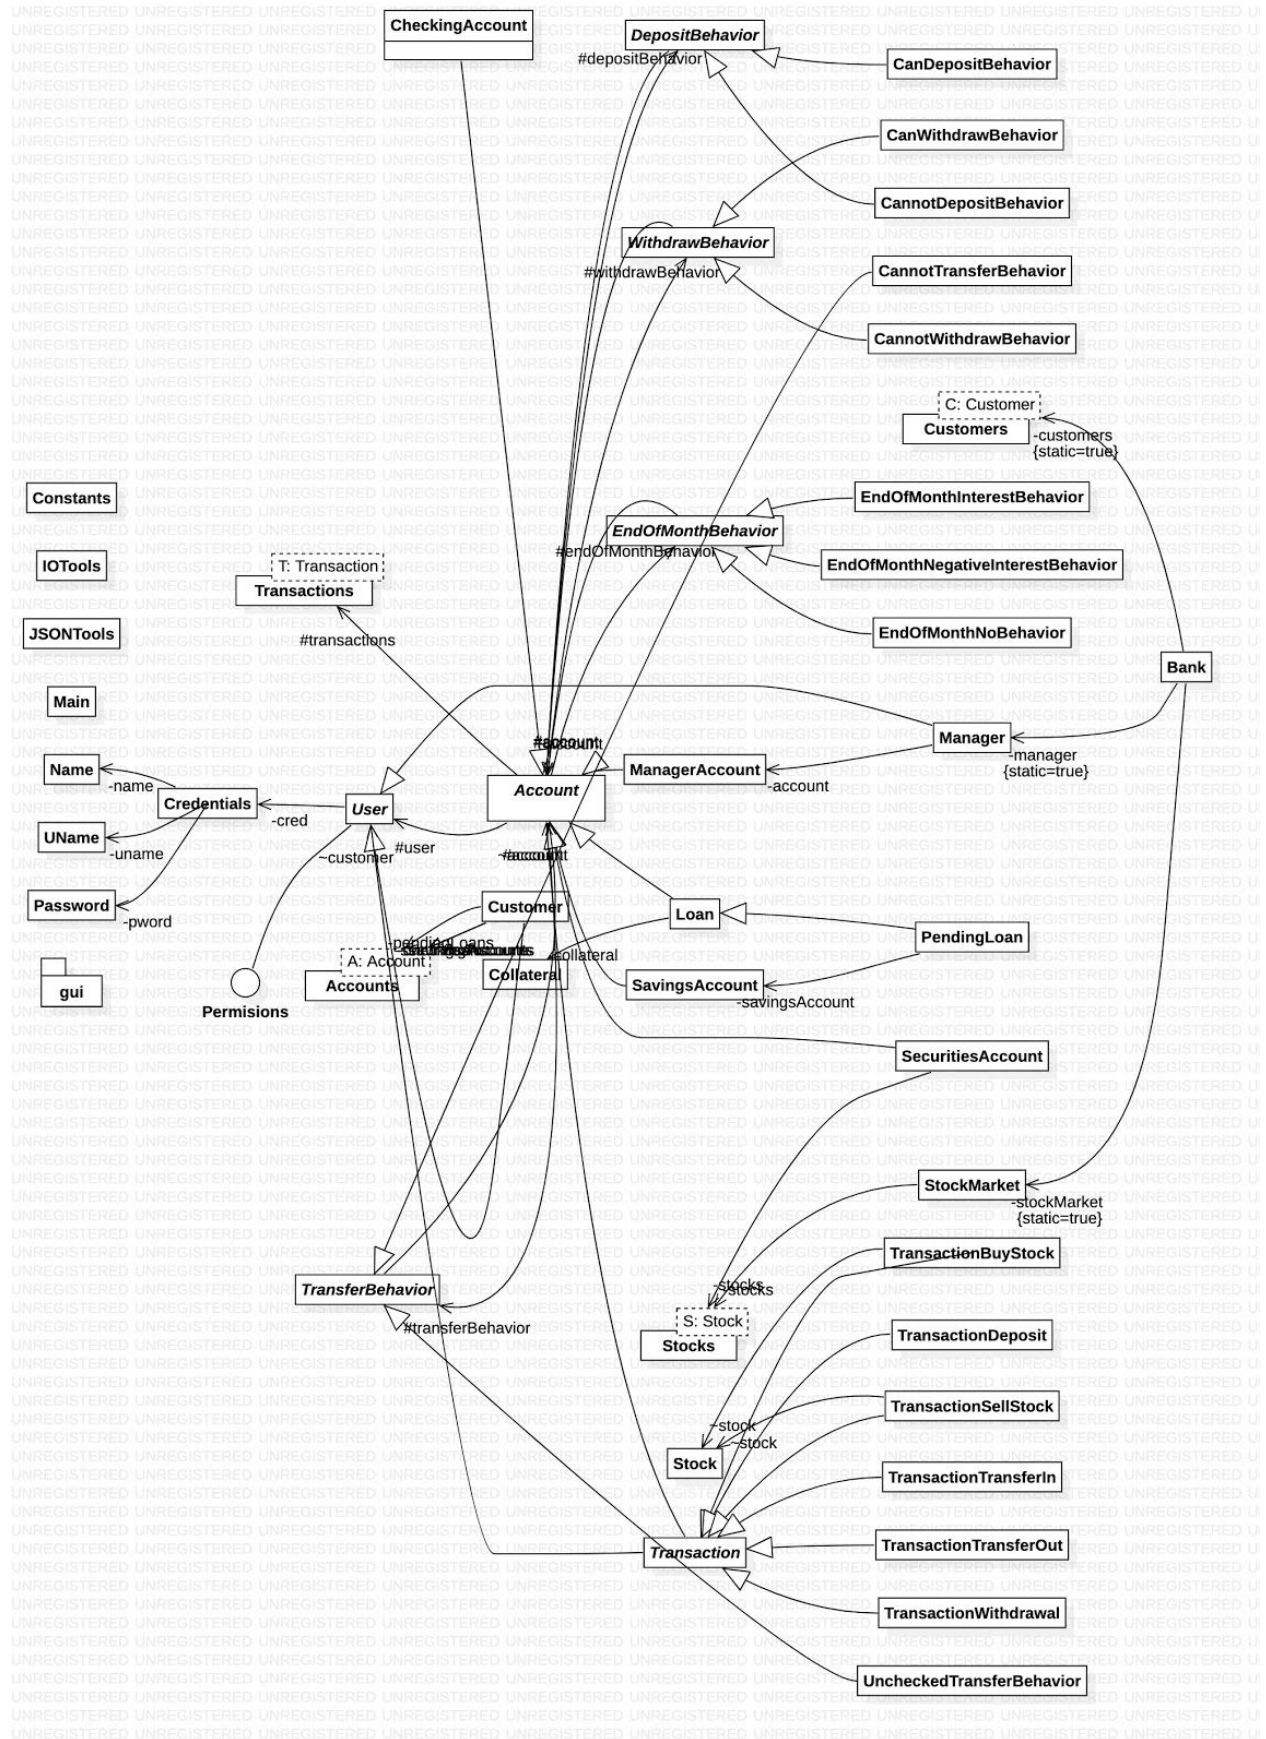 CheckingAccount
DepositBehavior
#depositBehavior
CanDepositBehavior
CanWithdrawBehavior
CannotDepositBehavior
WithdrawBehavior
#withdrawBehavior
CannotTransferBehavior
CannotWithdrawBehavior
C: Customer
Customers
-customers
{static=true}
Constants
EndOfMonthInterestBehavior
EndOfMonthBehavior
#endOfMonthBehavior
IOTools
T: Transaction
Transactions
EndOfMonthNegativeInterestBehavior
JSONTools
#transactions
EndOfMonthNoBehavior
Bank
Main
Manager
-manager
{static=true}
#account
Name
-name
ManagerAccount
-account
Account
Credentials
-cred
User
UName
-uname
~customer
#user
#account
Password
-pword
Customer
Loan
PendingLoan
-pendingLoans
-collateral
A: Account
Accounts
Collateral
SavingsAccount
-savingsAccount
gui
Permisions
SecuritiesAccount
StockMarket
-stockMarket
{static=true}
TransactionBuyStock
TransferBehavior
#transferBehavior
-stocks
-stocks
S: Stock
Stocks
TransactionDeposit
TransactionSellStock
~stock
~stock
Stock
TransactionTransferIn
Transaction
TransactionTransferOut
TransactionWithdrawal
UncheckedTransferBehavior